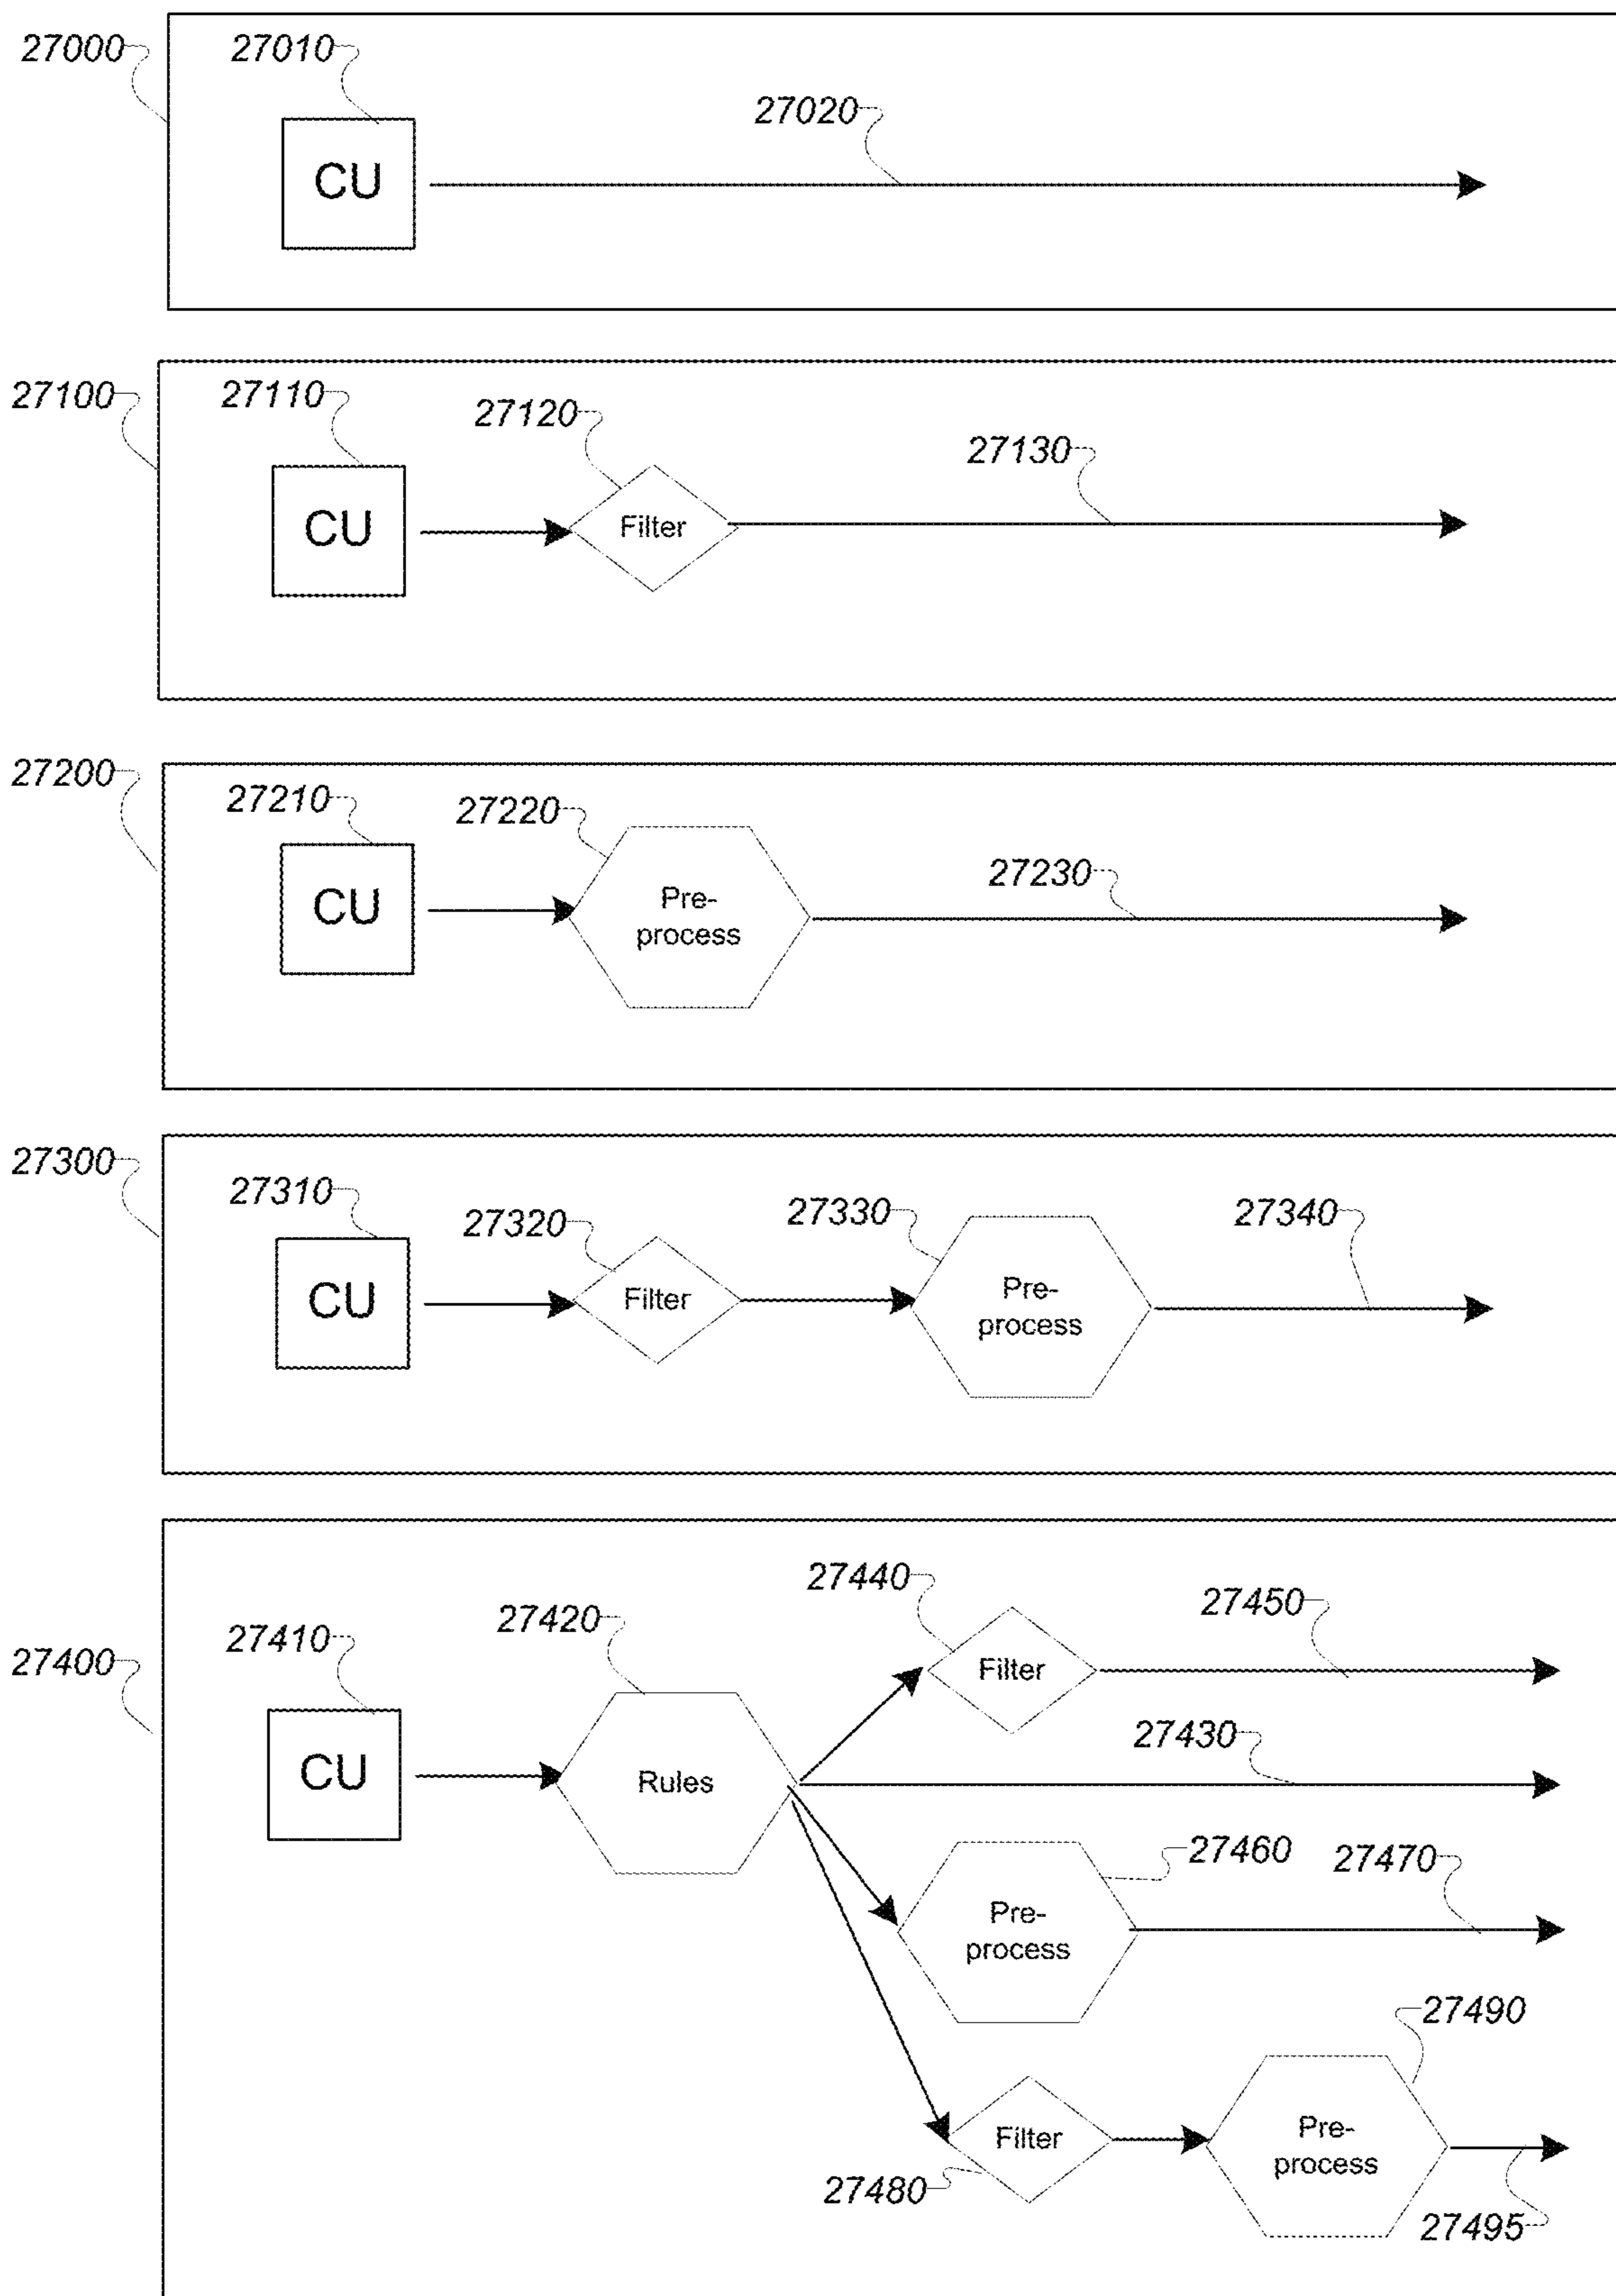 27000
27010
27020
CU
27100
27110
27120
27130
CU
Filter
27200
27210
27220
27230
CU
Pre-
process
27300
27310
27320
27330
27340
CU
Filter
Pre-
process
27400
27410
27420
27440
27450
CU
Rules
Filter
27430
27460
27470
Pre-
process
27490
Filter
Pre-
process
27480
27495